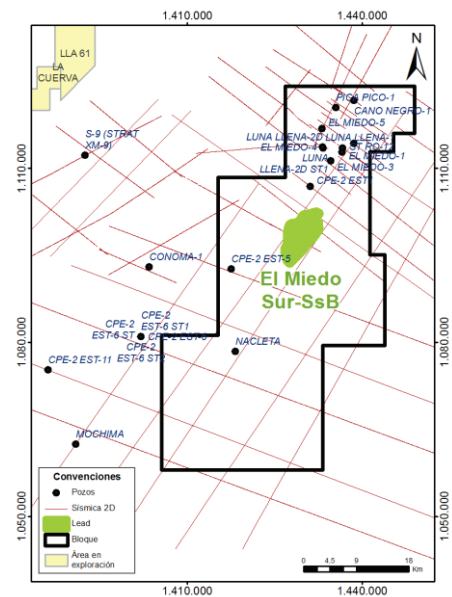 1.410.000
1.440.000
LLA 61
LA
CUERVA
N
PICA PICO-1
CANO NEGRO-1
S-9 (STRAT
XM-9)
EL MIEDO-5
LUNA LLENA-2D
LUNA LLENA-
EL MIEDO-4
ST RO-1
LUNA
EL MIEDO-1
LLENA-2D ST1
EL MIEDO-3
CPE-2 EST
1.110.000
1.110.000
CONOMA-1
CPE-2 EST-5
El Miedo
Sur-SsB
CPE-2
EST-6 ST
CPE-2
EST-6 ST1
CPE-2
NACLETA
1.080.000
1.080.000
CPE-2 EST-11
MOCHIMA
Convenciones
Pozos
Sísmica 2D
Lead
Bloque
Área en
exploración
1.050.000
1.050.000
0 4.5 9 18
Km
1.410.000
1.440.000